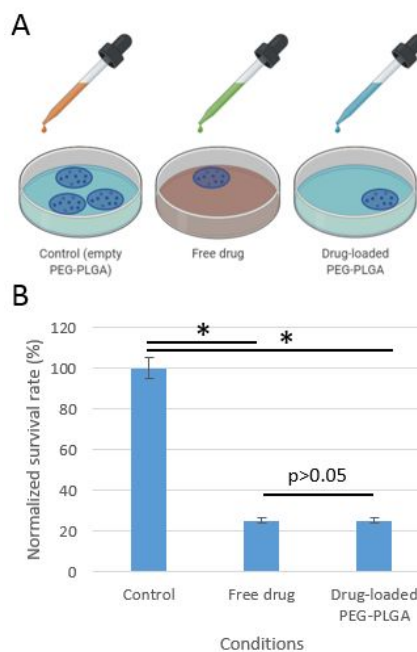 A
Control (empty
PEG-PLGA)
Free drug
Drug-loaded
PEG-PLGA
B
Normalized survival rate (%)
120
100
80
60
40
20
0
*
*
p>0.05
Control
Free drug
Drug-loaded
PEG-PLGA
Conditions